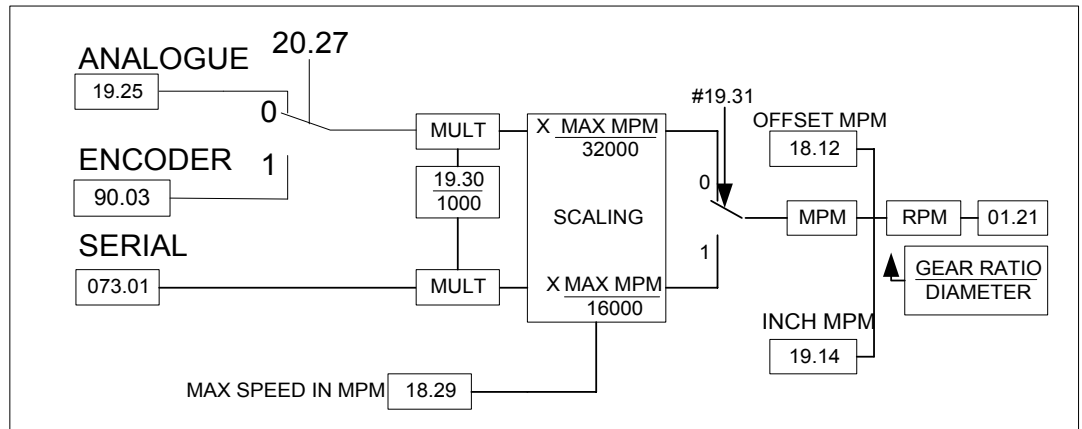 ANALOGUE
20.27
19.25
0
ENCODER
1
90.03
SERIAL
073.01
MULT
19.30
1000
MULT
X MAX MPM
32000
SCALING
X MAX MPM
16000
#19.31
0
1
OFFSET MPM
18.12
MPM
RPM
01.21
GEAR RATIO
DIAMETER
INCH MPM
19.14
MAX SPEED IN MPM
18.29